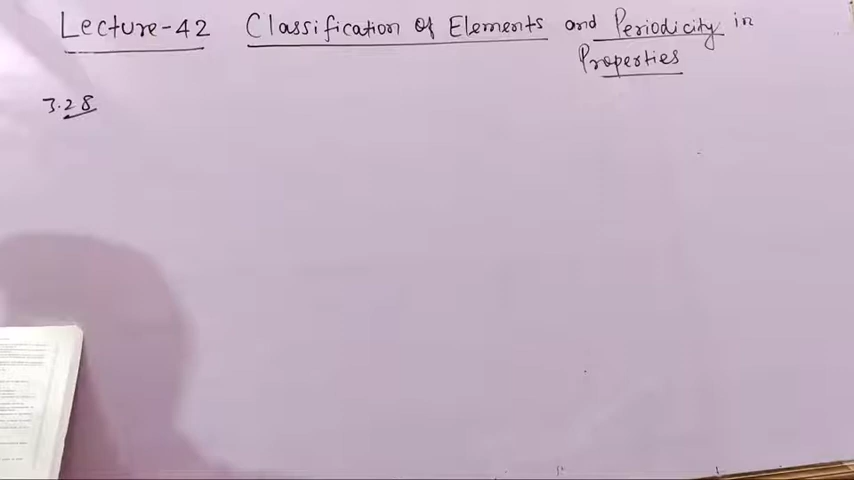 Lecture-42 Classification of Elements and Periodicity in
Properties
3.28